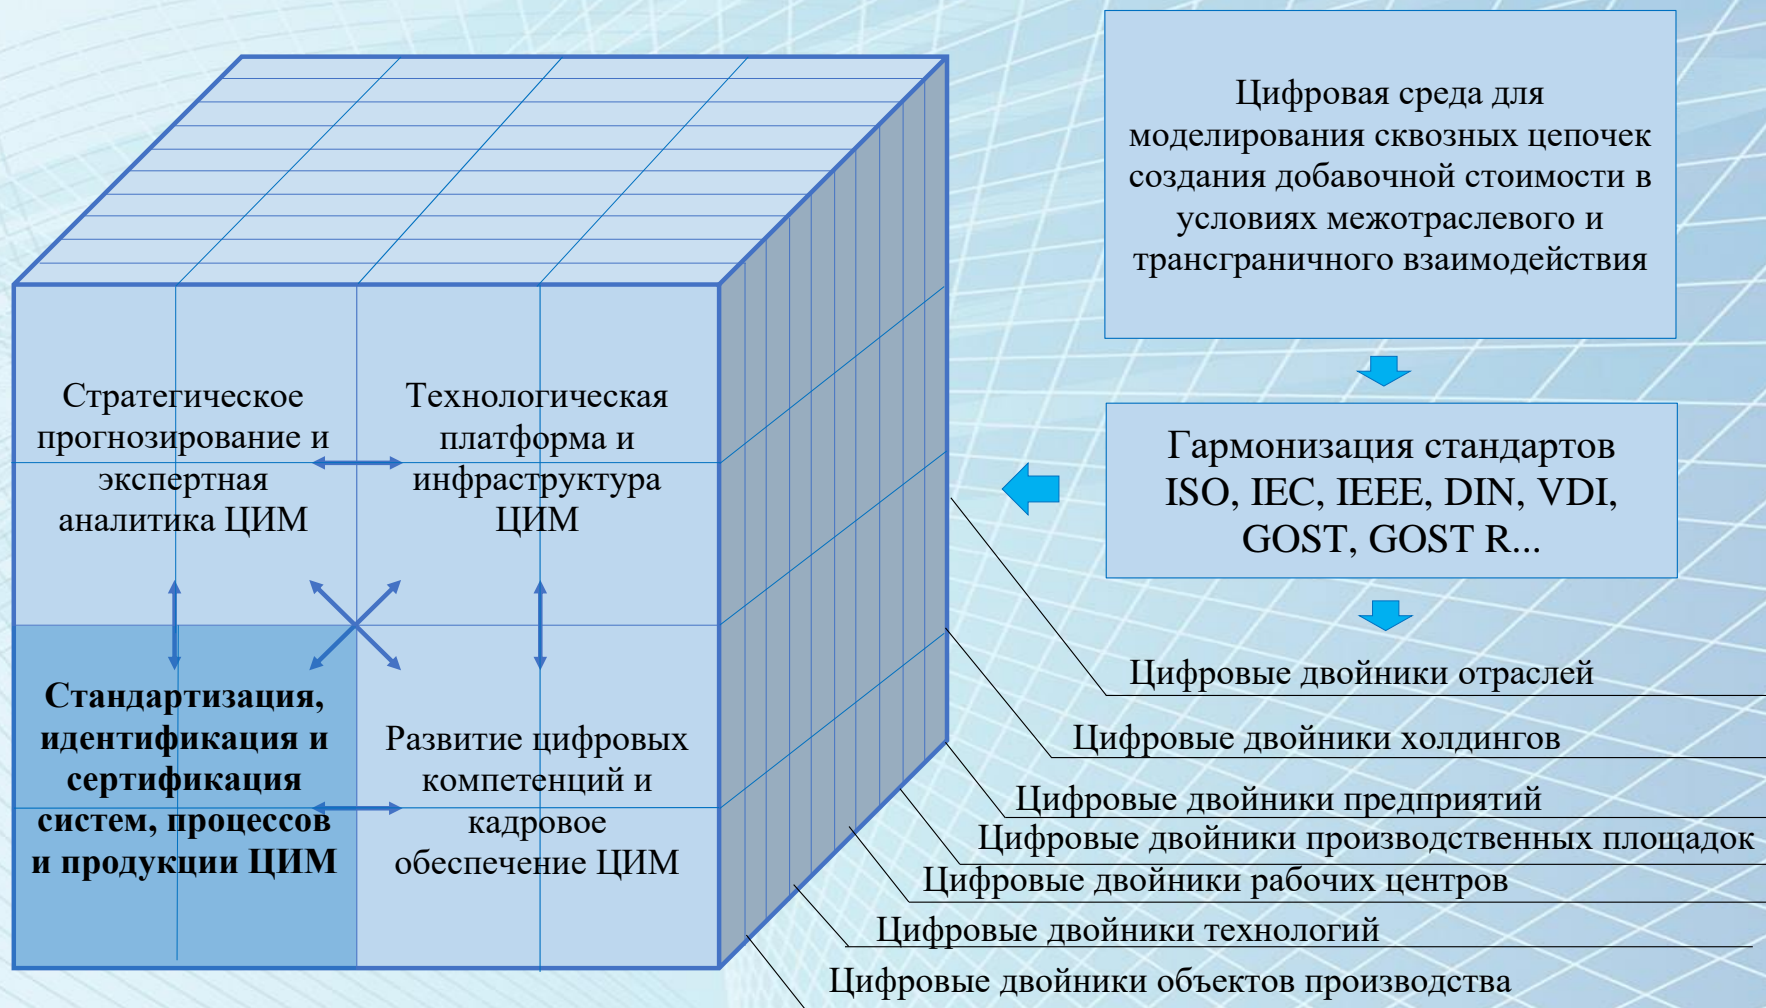 Цифровая среда для
моделирования сквозных цепочек
создания добавочной стоимости в
условиях межотраслевого и
трансграничного взаимодействия
Стратегическое
прогнозирование и
экспертная
аналитика ЦИМ
Технологическая
платформа и
инфраструктура
ЦИМ
Гармонизация стандартов
ISO, IEC, IEEE, DIN, VDI,
GOST, GOST R...
Стандартизация,
идентификация и
сертификация
систем, процессов
и продукции ЦИМ
Развитие цифровых
компетенций и
кадровое
обеспечение ЦИМ
Цифровые двойники отраслей
Цифровые двойники холдингов
Цифровые двойники предприятий
Цифровые двойники производственных площадок
Цифровые двойники рабочих центров
Цифровые двойники технологий
Цифровые двойники объектов производства